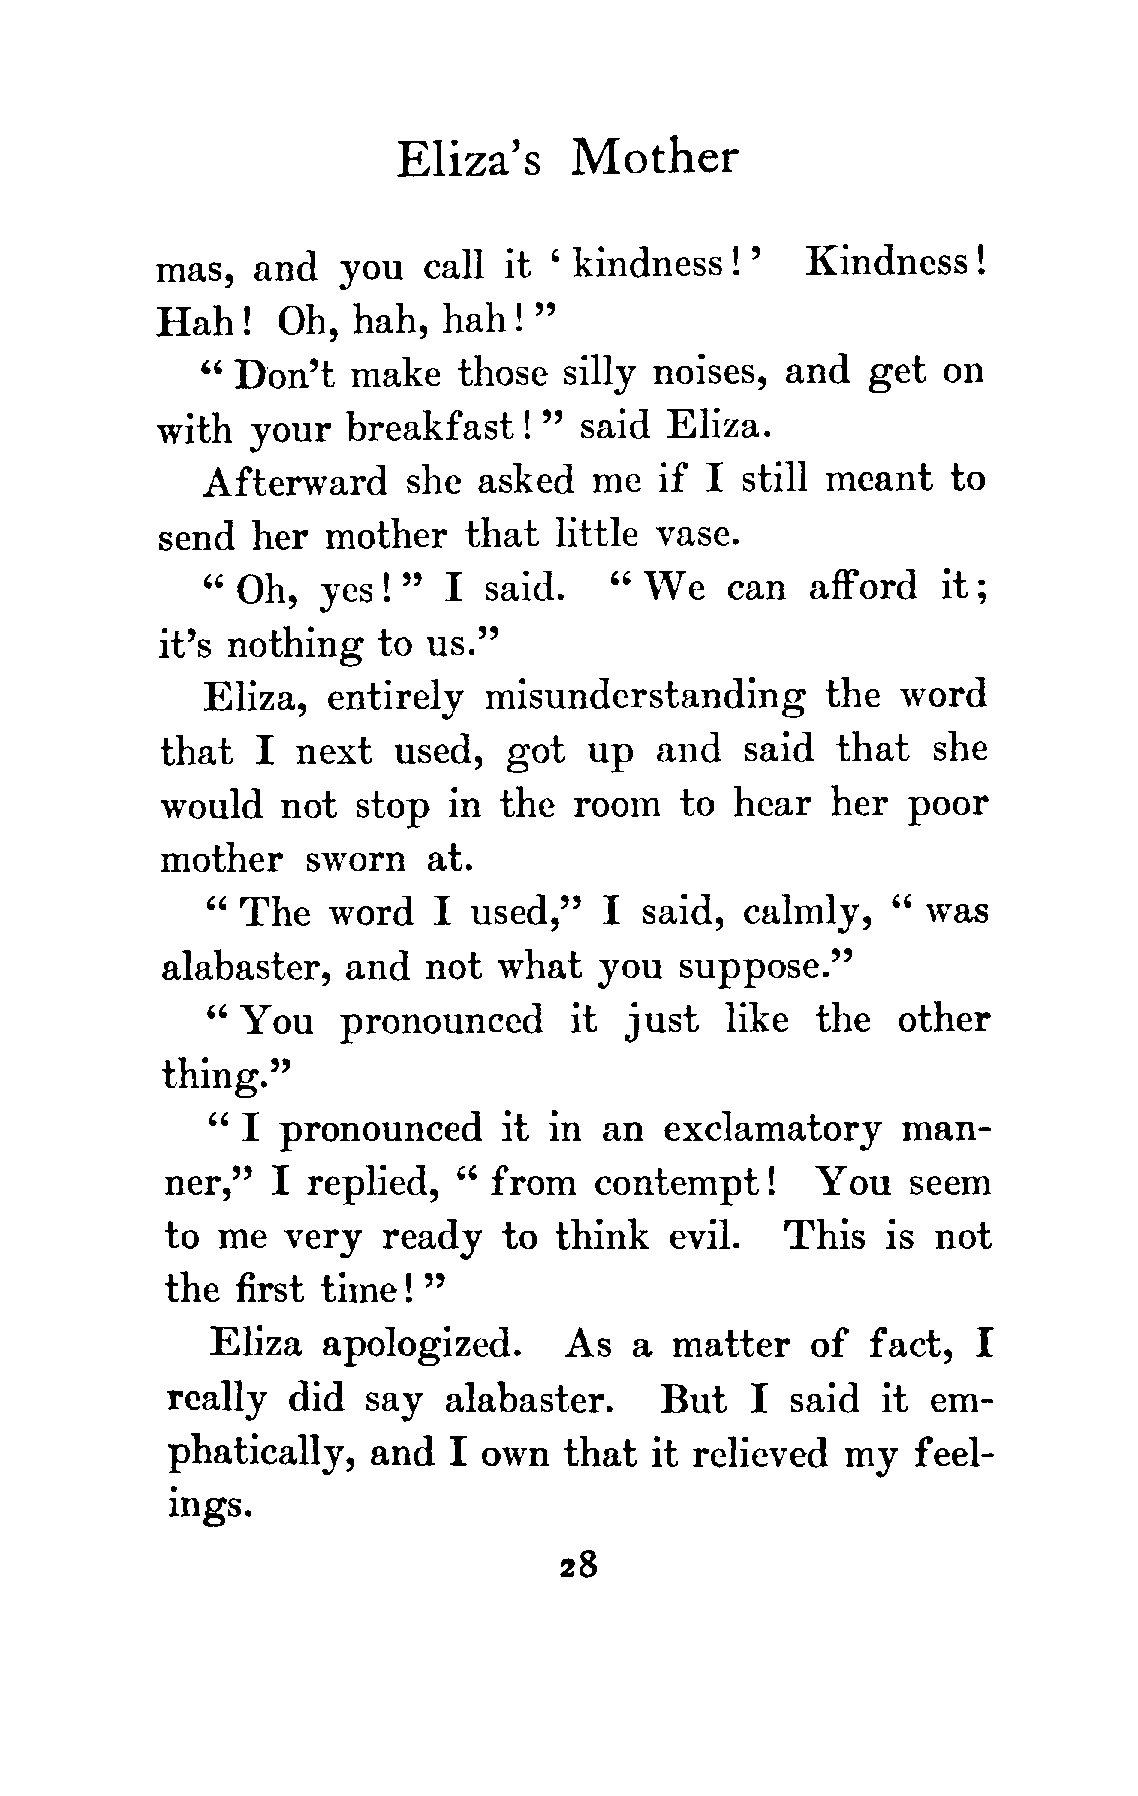 Eliza's Mother
mas, and you call it ‘ kindness ! ’ Kindness !
Hah ! Oh, hah, hah ! ”
“ Don’t make those silly noises, and get on
with your breakfast ! ” said Eliza.
Afterward she asked me if I still meant to
send her mother that little vase.
“ Oh, yes ! ” I said. “ We can afford it ;
it’s nothing to us.”
Eliza, entirely misunderstanding the word
that I next used, got up and said that she
would not stop in the room to hear her poor
mother sworn at.
“ The word I used,” I said, calmly, “ was
alabaster, and not what you suppose.”
“ You pronounced it just like the other
thing.”
“ I pronounced it in an exclamatory man-
ner,” I replied, “ from contempt ! You seem
to me very ready to think evil. This is not
the first time ! ”
Eliza apologized. As a matter of fact, I
really did say alabaster. But I said it em-
phatically, and I own that it relieved my feel-
ings.
28